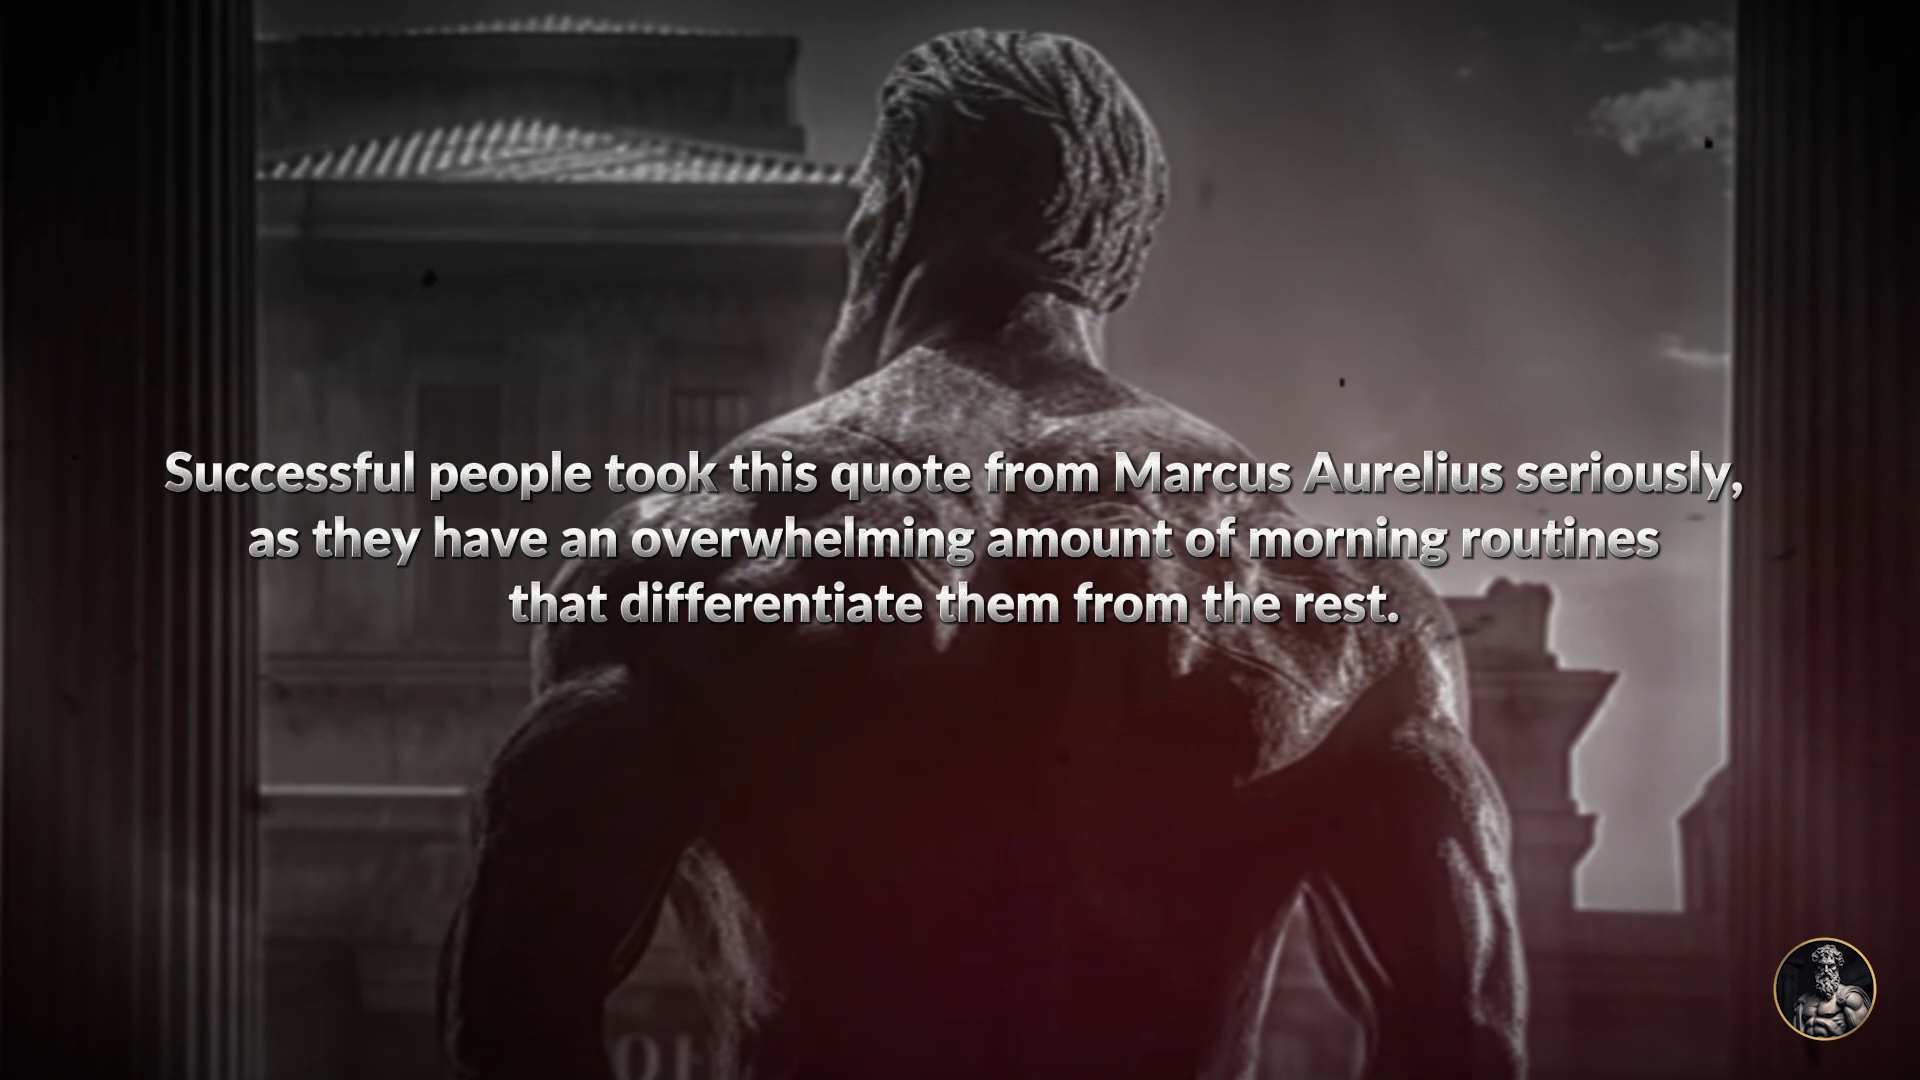 Successful people took this quote from Marcus Aurelius seriously,
as they have an overwhelming amount of morning routines
that differentiate them from the rest.